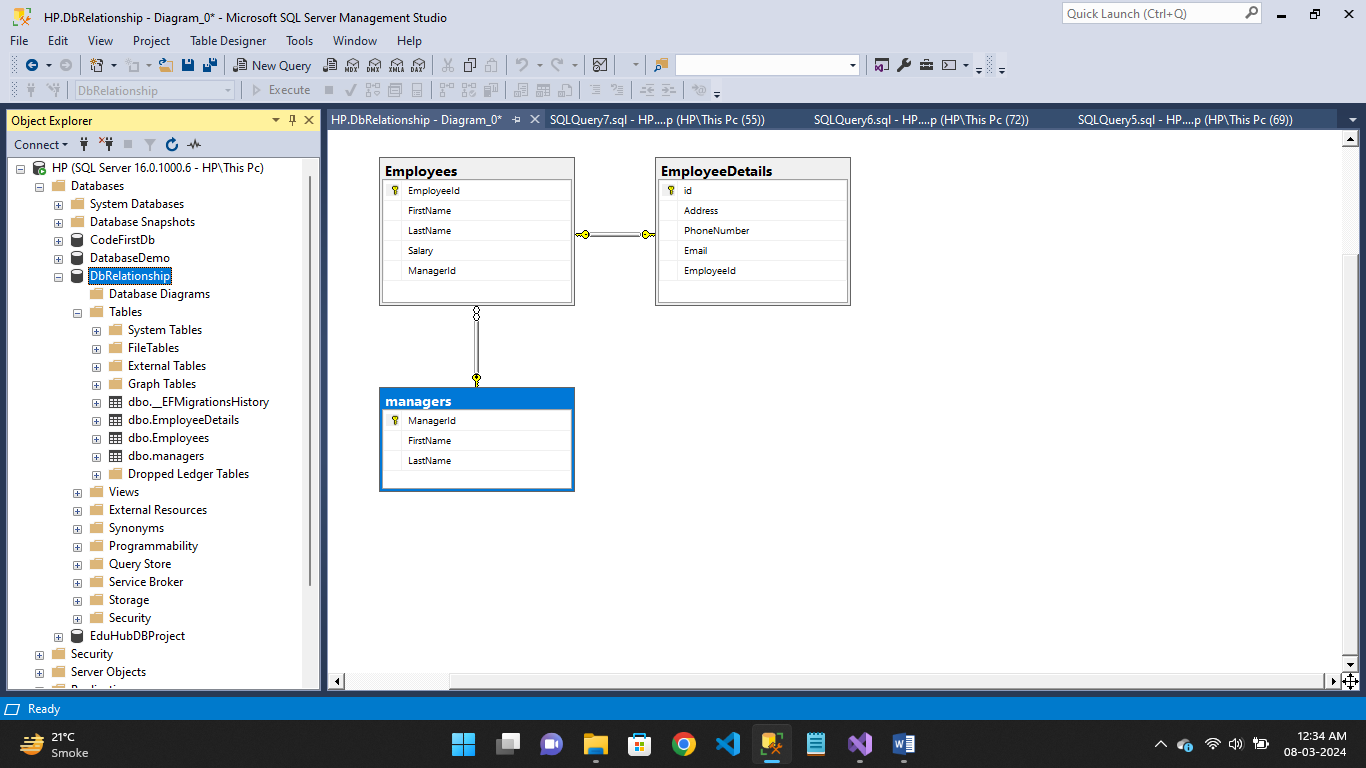 HP.DbRelationship - Diagram_0* - Microsoft SQL Server Management Studio
Quick Launch (Ctrl+Q)
File Edit View Project Table Designer Tools Window Help
New Query
MDX DMX XMLA DAX
DbRelationship
Execute
Object Explorer
HP.DbRelationship - Diagram_0*
SQLQuery7.sql - HP....p (HP\This Pc (55))
SQLQuery6.sql - HP....p (HP\This Pc (72))
SQLQuery5.sql - HP....p (HP\This Pc (69))
Connect
HP (SQL Server 16.0.1000.6 - HP\This Pc)
Databases
System Databases
Database Snapshots
CodeFirstDb
DatabaseDemo
DbRelationship
Database Diagrams
Tables
System Tables
FileTables
External Tables
Graph Tables
dbo.__EFMigrationsHistory
dbo.EmployeeDetails
dbo.Employees
dbo.managers
Dropped Ledger Tables
Views
External Resources
Synonyms
Programmability
Query Store
Service Broker
Storage
Security
EduHubDBProject
Security
Server Objects
Employees
EmployeeId
FirstName
LastName
Salary
ManagerId
EmployeeDetails
id
Address
PhoneNumber
Email
EmployeeId
managers
ManagerId
FirstName
LastName
Ready
21°C
Smoke
12:34 AM
08-03-2024